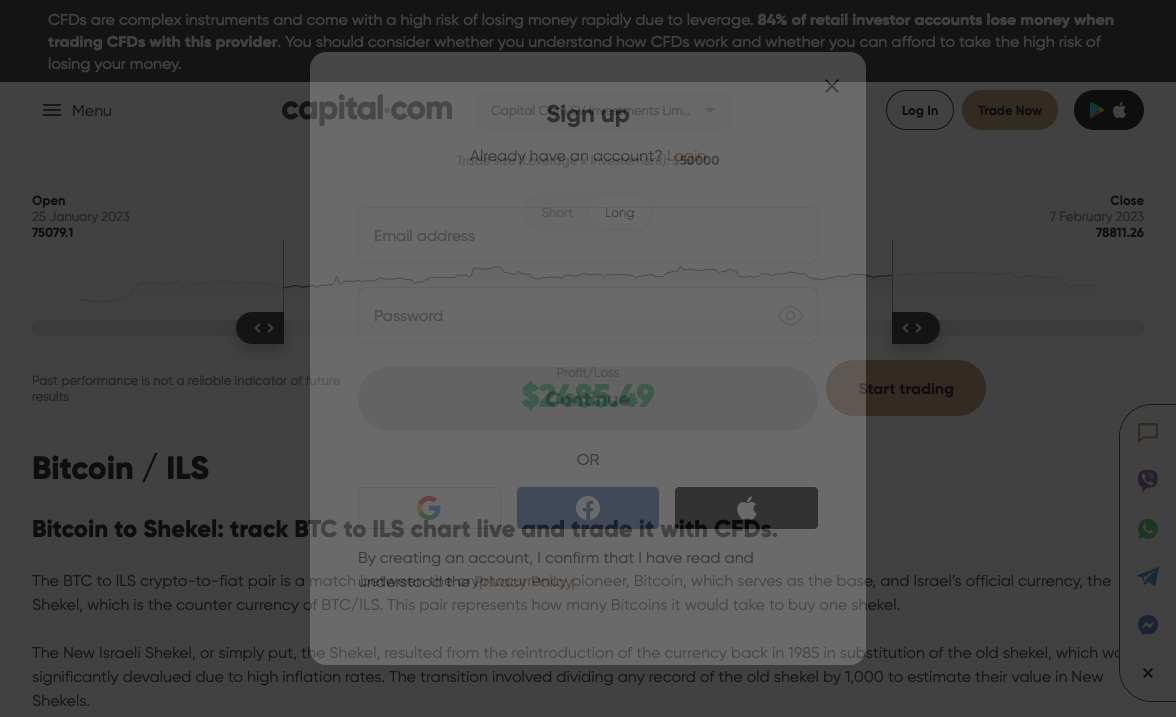 CFDs are complex instruments and come with a high risk of losing money rapidly due to leverage. 84% of retail investor accounts lose money when
trading CFDs with this provider. You should consider whether you understand how CFDs work and whether you can afford to take the high risk of
losing your money.
Menu
capital.com
Capital Com SV Investments Lim...
Log In
Trade Now
Sign up
Already have an account? Login
Trade size (Leverage x Investement): $50000
Open
25 January 2023
75079.1
Short
Long
Close
7 February 2023
78811.26
Email address
Password
Past performance is not a reliable indicator of future
results
Profit/Loss
$2485.49
Continue
Start trading
OR
Bitcoin / ILS
Bitcoin to Shekel: track BTC to ILS chart live and trade it with CFDs.
By creating an account, I confirm that I have read and
understood the Privacy Policy.
The BTC to ILS crypto-to-fiat pair is a match between the cryptocurrency pioneer, Bitcoin, which serves as the base, and Israel's official currency, the
Shekel, which is the counter currency of BTC/ILS. This pair represents how many Bitcoins it would take to buy one shekel.
The New Israeli Shekel, or simply put, the Shekel, resulted from the reintroduction of the currency back in 1985 in substitution of the old shekel, which
significantly devalued due to high inflation rates. The transition involved dividing any record of the old shekel by 1,000 to estimate their value in New
Shekels.